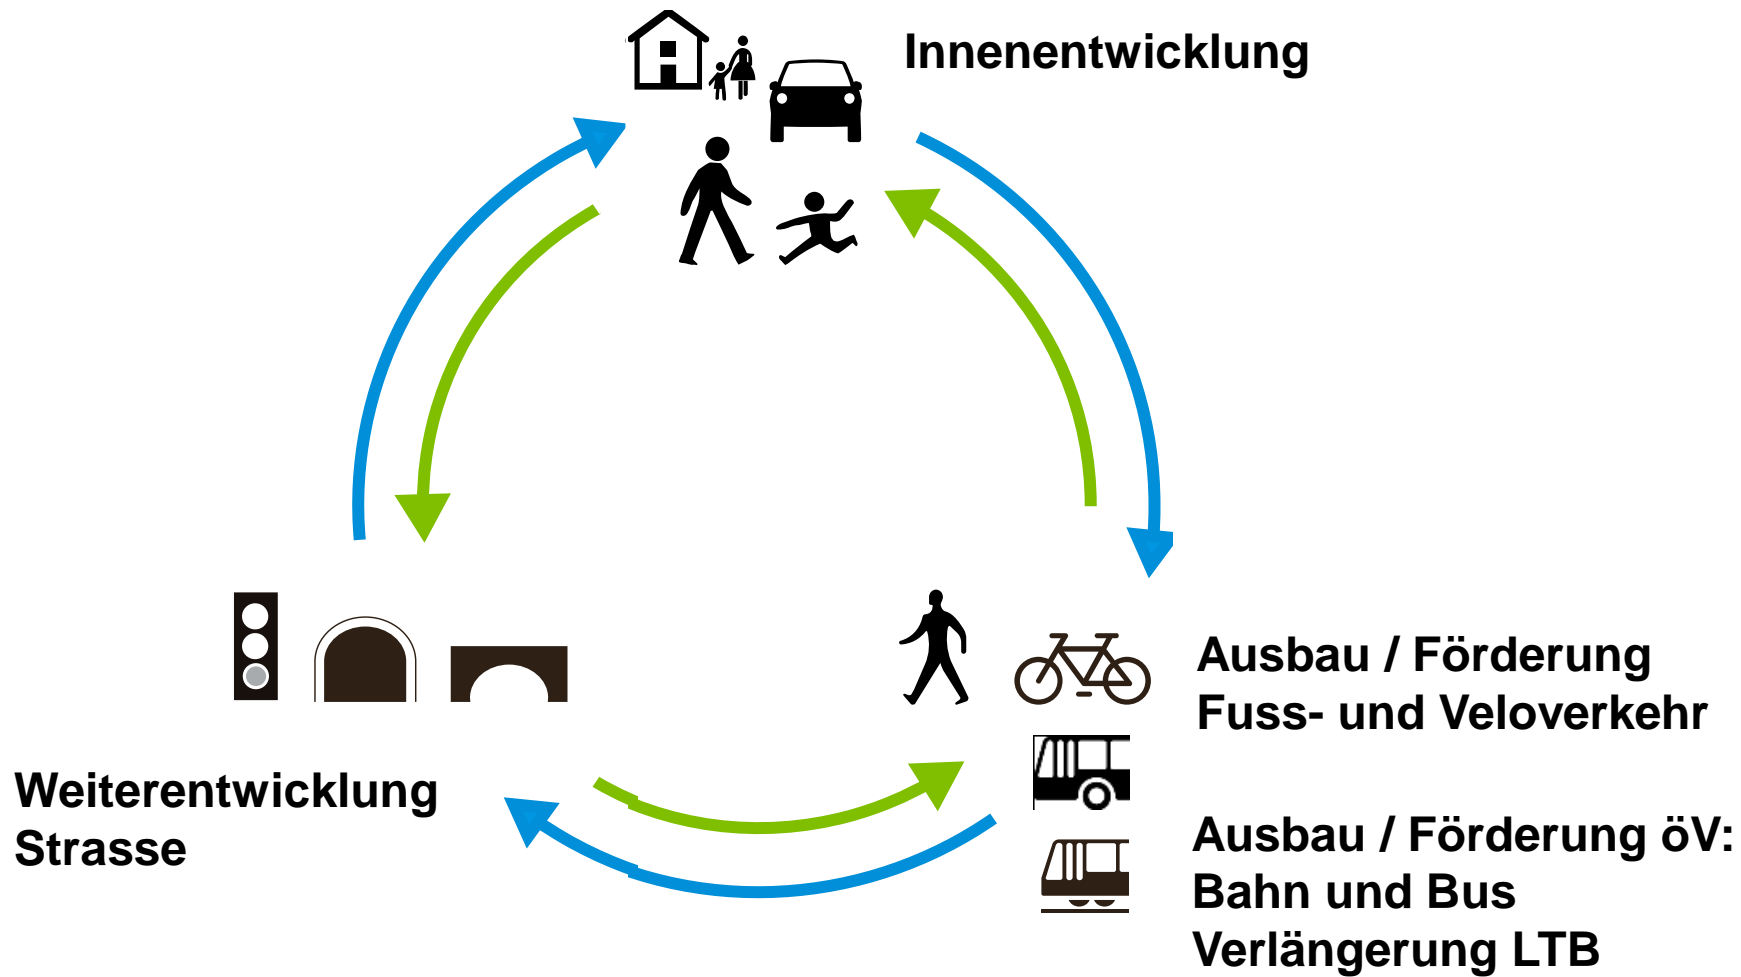 Innenentwicklung
Ausbau / Förderung
Fuss- und Veloverkehr
Weiterentwicklung
Strasse
Ausbau / Förderung öV:
Bahn und Bus
Verlängerung LTB